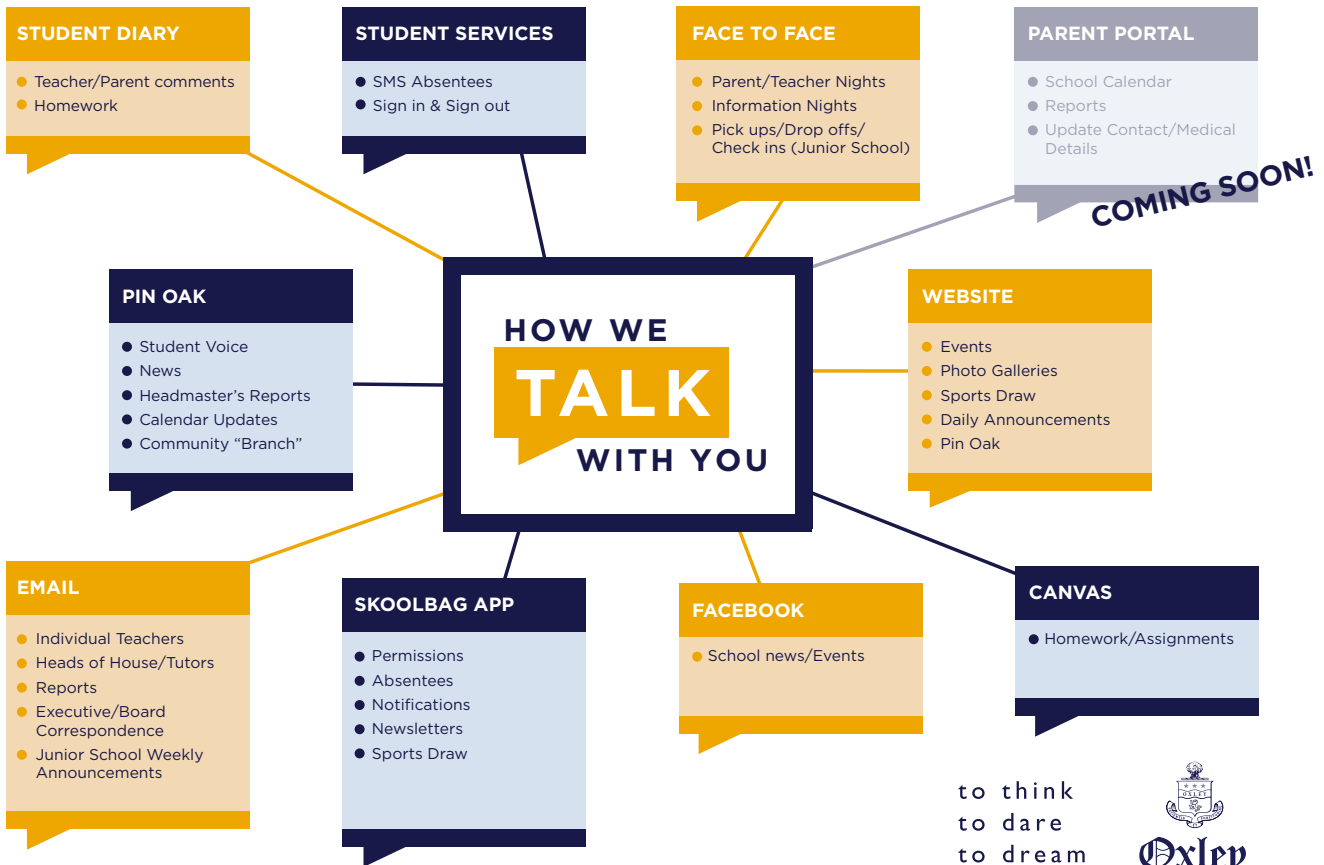 STUDENT DIARY
Teacher/Parent comments
Homework
STUDENT SERVICES
SMS Absentees
Sign in & Sign out
FACE TO FACE
Parent/Teacher Nights
Information Nights
Pick ups/Drop offs/
Check ins (Junior School)
PARENT PORTAL
School Calendar
Reports
Update Contact/Medical
Details
COMING SOON!
PIN OAK
Student Voice
News
Headmaster’s Reports
Calendar Updates
Community “Branch”
HOW WE
TALK
WITH YOU
WEBSITE
Events
Photo Galleries
Sports Draw
Daily Announcements
Pin Oak
EMAIL
Individual Teachers
Heads of House/Tutors
Reports
Executive/Board
Correspondence
Junior School Weekly
Announcements
SKOOLBAG APP
Permissions
Absentees
Notifications
Newsletters
Sports Draw
FACEBOOK
School news/Events
CANVAS
Homework/Assignments
to think
to dare
to dream
OXLEY
Oxley